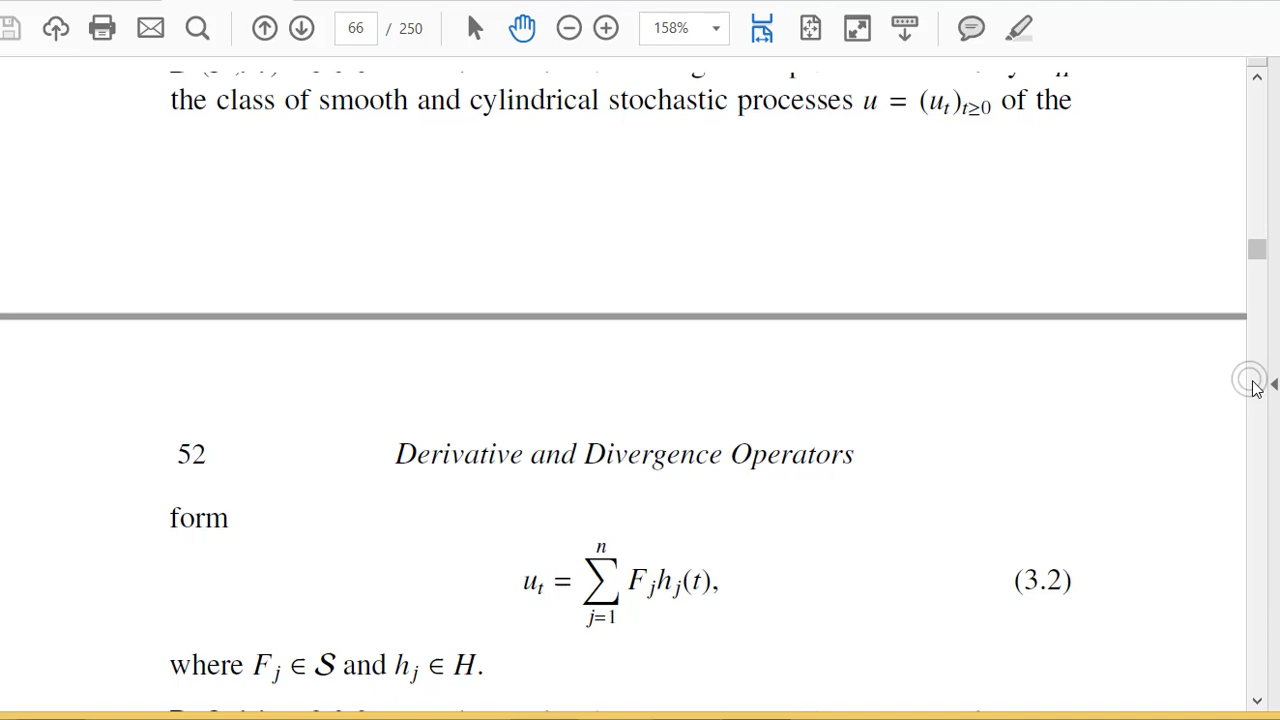 66 / 250 158%
the class of smooth and cylindrical stochastic processes u = (u_t)_{t≥0} of the
52 Derivative and Divergence Operators
form
u_t = \sum_{j=1}^{n} F_j h_j(t), (3.2)
where F_j ∈ S and h_j ∈ H.